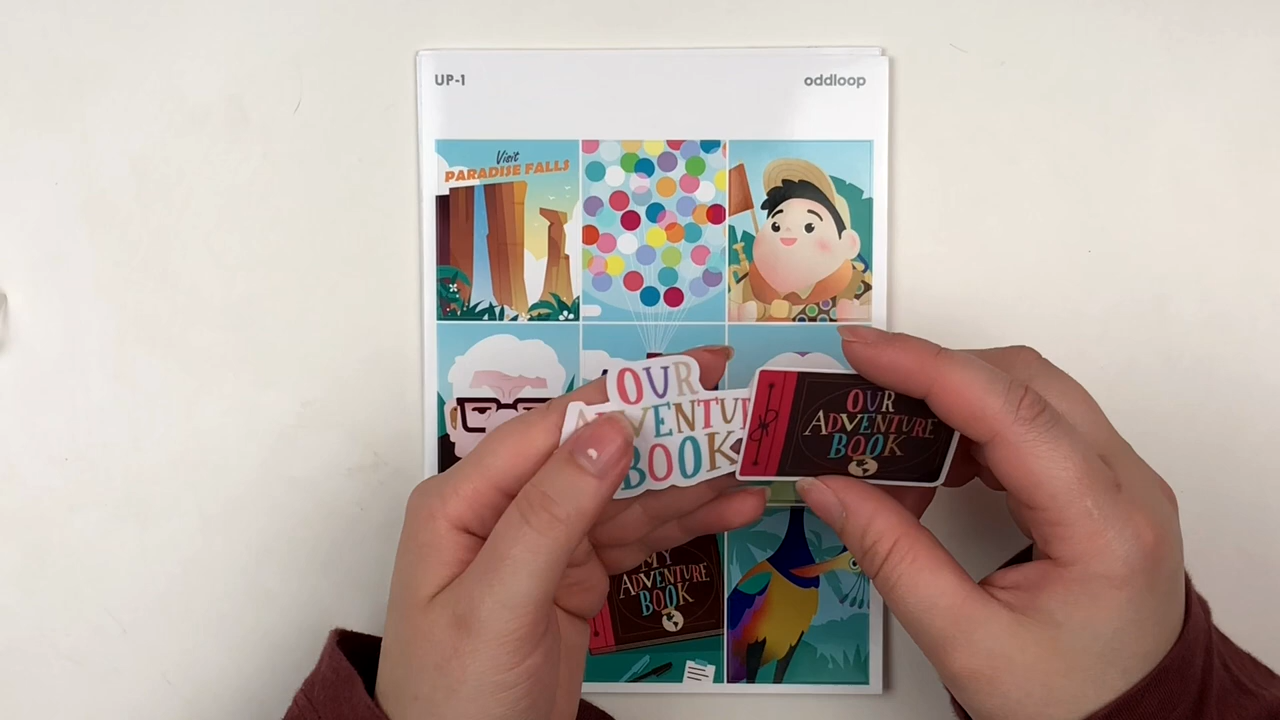 UP-1
oddloop
Visit
PARADISE FALLS
OUR
ADVENTURE
BOOK
OUR
ADVENTURE
BOOK
MY
ADVENTURE
BOOK